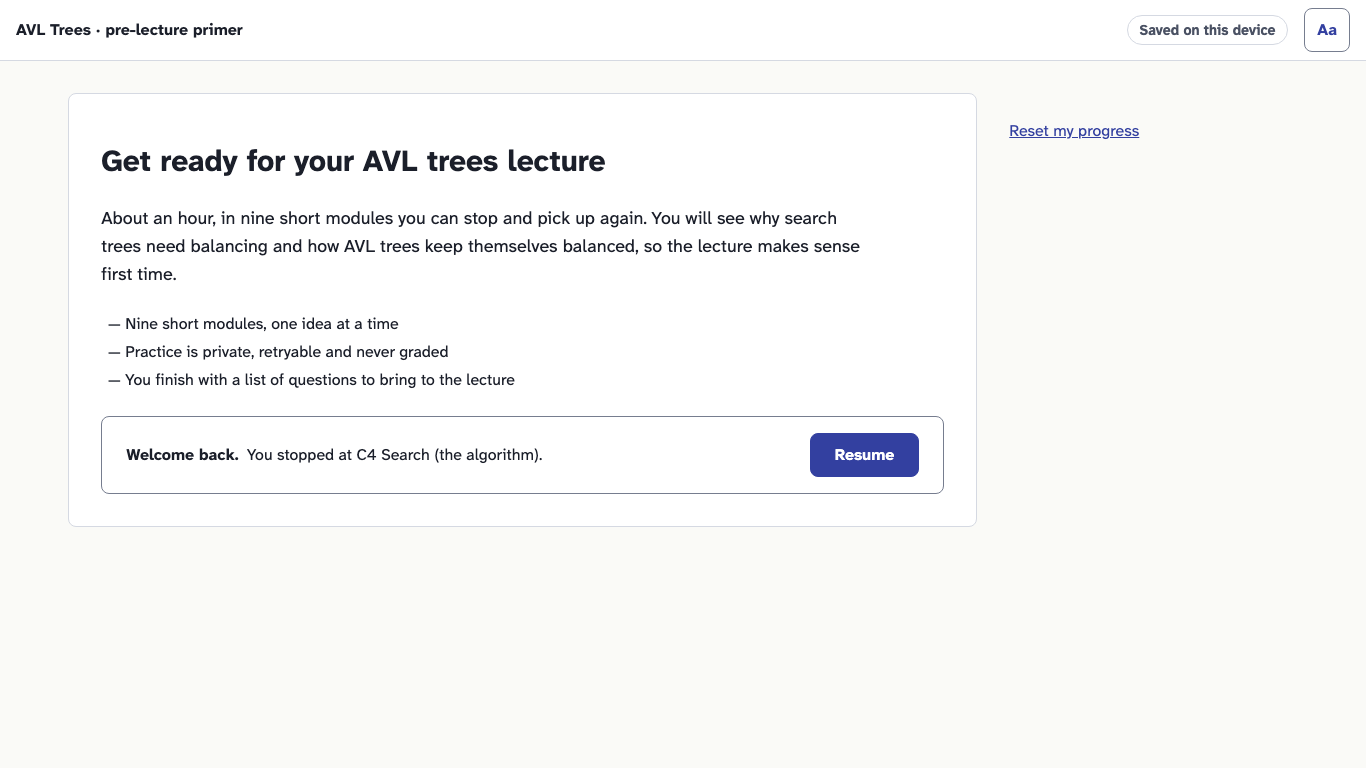 AVL Trees · pre-lecture primer
Saved on this device
Aa
Get ready for your AVL trees lecture
About an hour, in nine short modules you can stop and pick up again. You will see why search
trees need balancing and how AVL trees keep themselves balanced, so the lecture makes sense
first time.
— Nine short modules, one idea at a time
— Practice is private, retryable and never graded
— You finish with a list of questions to bring to the lecture
Welcome back. You stopped at C4 Search (the algorithm).
Resume
Reset my progress